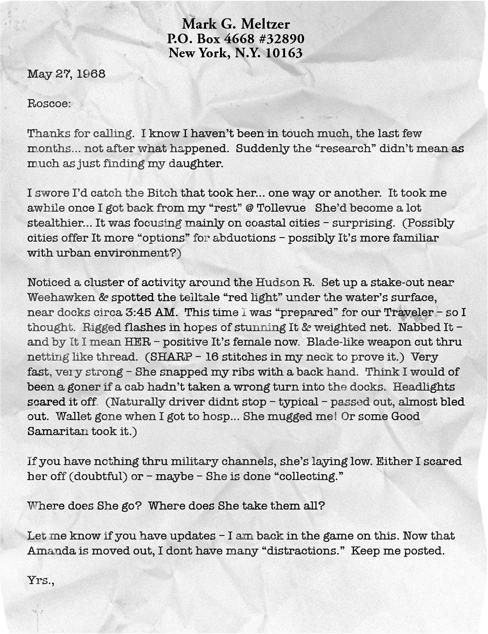 Mark G. Meltzer
P.O. Box 4668 #32890
New York, N.Y. 10163
May 27, 1968
Roscoe:
Thanks for calling.  I know I haven't been in touch much, the last few
months... not after what happened.  Suddenly the "research" didn't mean as
much as just finding my daughter.
I swore I'd catch the Bitch that took her... one way or another.  It took me
awhile once I got back from my "rest" @ Tollevue   She'd become a lot
stealthier... It was focusing mainly on coastal cities – surprising.  (Possibly
cities offer It more "options" for abductions – possibly It's more familiar
with urban environment?)
Noticed a cluster of activity around the Hudson R.  Set up a stake-out near
Weehawken & spotted the telltale "red light" under the water's surface,
near docks circa 3:45 AM.  This time I was "prepared" for our Traveler – so I
thought.  Rigged flashes in hopes of stunning It & weighted net.  Nabbed It –
and by It I mean HER – positive It's female now.  Blade-like weapon cut thru
netting like thread.  (SHARP – 16 stitches in my neck to prove it.)  Very
fast, very strong – She snapped my ribs with a back hand.  Think I would of
been a goner if a cab hadn't taken a wrong turn into the docks.  Headlights
scared it off  (Naturally driver didnt stop – typical – passed out, almost bled
out.  Wallet gone when I got to hosp... She mugged me! Or some Good
Samaritan took it.)
If you have nothing thru military channels, she's laying low. Either I scared
her off (doubtful) or – maybe – She is done "collecting."
Where does She go?  Where does She take them all?
Let me know if you have updates – I am back in the game on this. Now that
Amanda is moved out, I dont have many "distractions."  Keep me posted.
Yrs.,